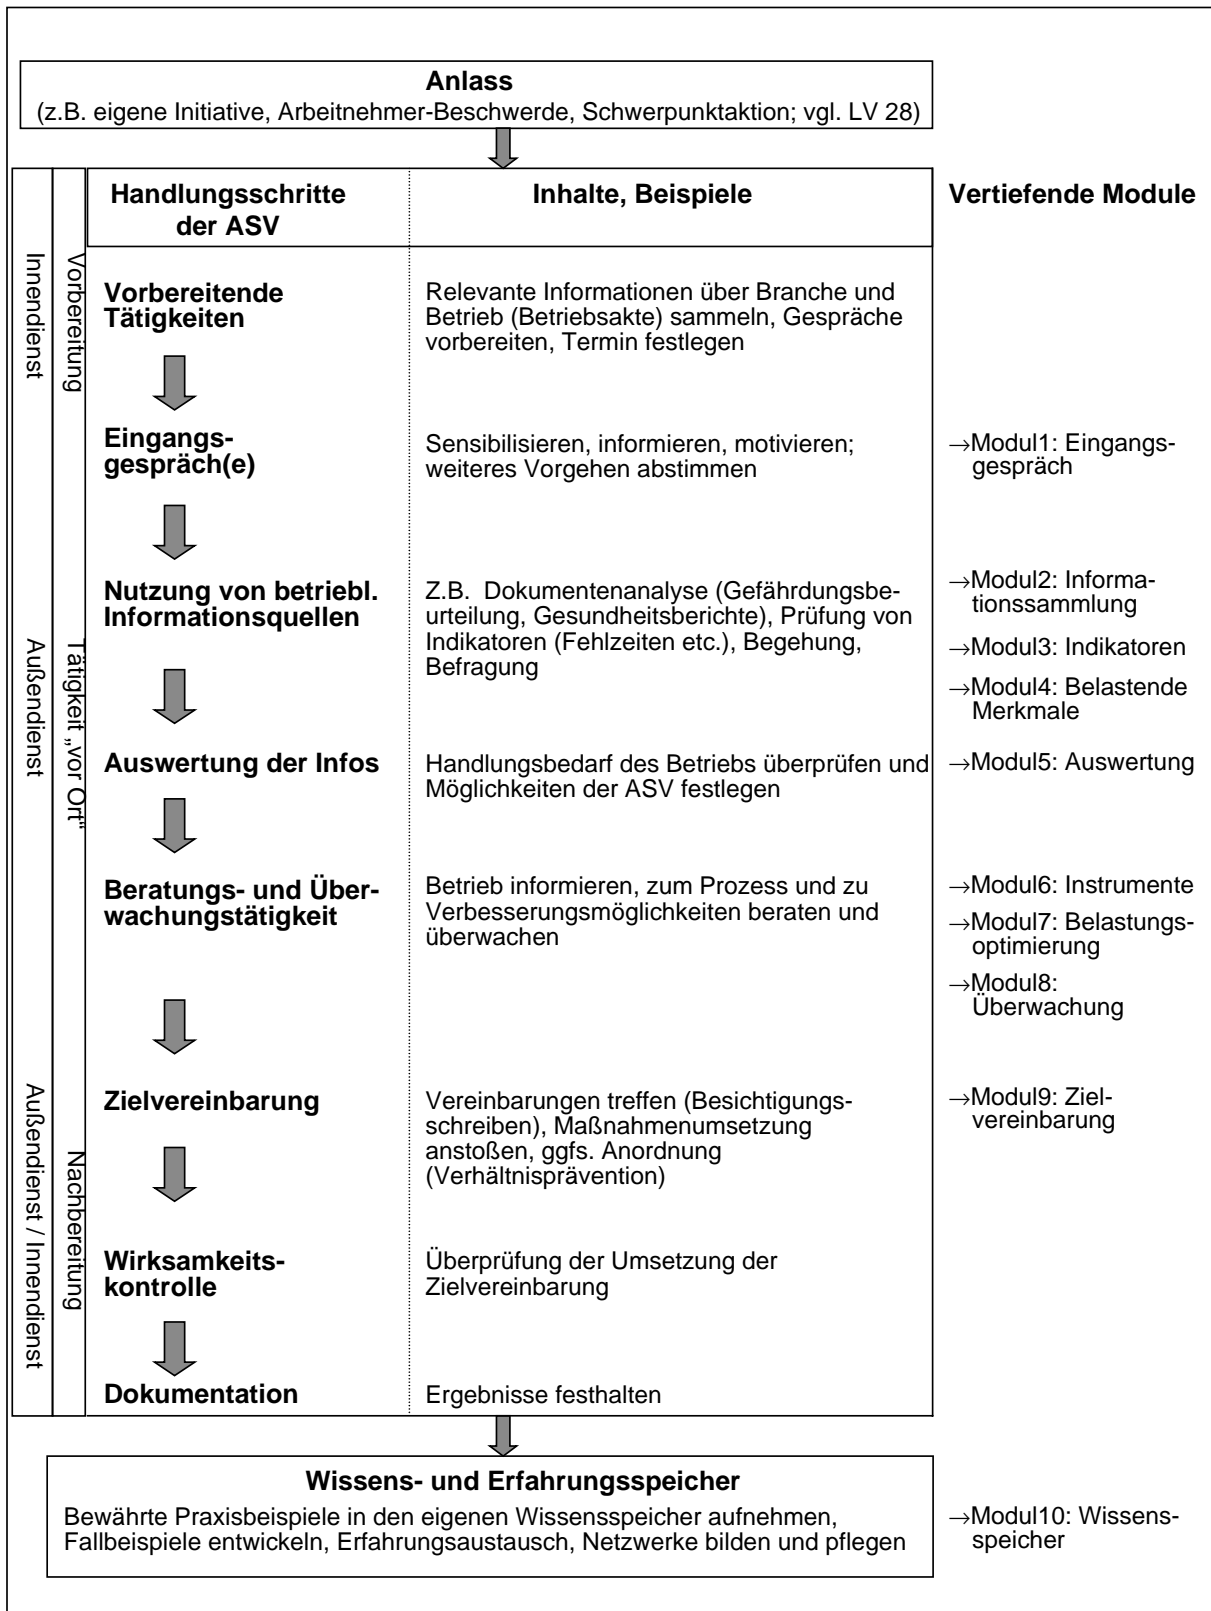 Anlass
(z.B. eigene Initiative, Arbeitnehmer-Beschwerde, Schwerpunktaktion; vgl. LV 28)
Handlungsschritte
der ASV
Inhalte, Beispiele
Vertiefende Module
Innendienst
Vorbereitung
Vorbereitende
Tätigkeiten
Relevante Informationen über Branche und
Betrieb (Betriebsakte) sammeln, Gespräche
vorbereiten, Termin festlegen
Eingangs-
gespräch(e)
Sensibilisieren, informieren, motivieren;
weiteres Vorgehen abstimmen
→Modul1: Eingangs-
gespräch
Außendienst
Tätigkeit „vor Ort“
Nutzung von betriebl.
Informationsquellen
Z.B. Dokumentenanalyse (Gefährdungsbe-
urteilung, Gesundheitsberichte), Prüfung von
Indikatoren (Fehlzeiten etc.), Begehung,
Befragung
→Modul2: Informa-
tionssammlung
→Modul3: Indikatoren
→Modul4: Belastende
Merkmale
Auswertung der Infos
Handlungsbedarf des Betriebs überprüfen und
Möglichkeiten der ASV festlegen
→Modul5: Auswertung
Beratungs- und Über-
wachungstätigkeit
Betrieb informieren, zum Prozess und zu
Verbesserungsmöglichkeiten beraten und
überwachen
→Modul6: Instrumente
→Modul7: Belastungs-
optimierung
→Modul8:
Überwachung
Außendienst / Innendienst
Nachbereitung
Zielvereinbarung
Vereinbarungen treffen (Besichtigungs-
schreiben), Maßnahmenumsetzung
anstoßen, ggfs. Anordnung
(Verhältnisprävention)
→Modul9: Ziel-
vereinbarung
Wirksamkeits-
kontrolle
Überprüfung der Umsetzung der
Zielvereinbarung
Dokumentation
Ergebnisse festhalten
Wissens- und Erfahrungsspeicher
Bewährte Praxisbeispiele in den eigenen Wissensspeicher aufnehmen,
Fallbeispiele entwickeln, Erfahrungsaustausch, Netzwerke bilden und pflegen
→Modul10: Wissens-
speicher